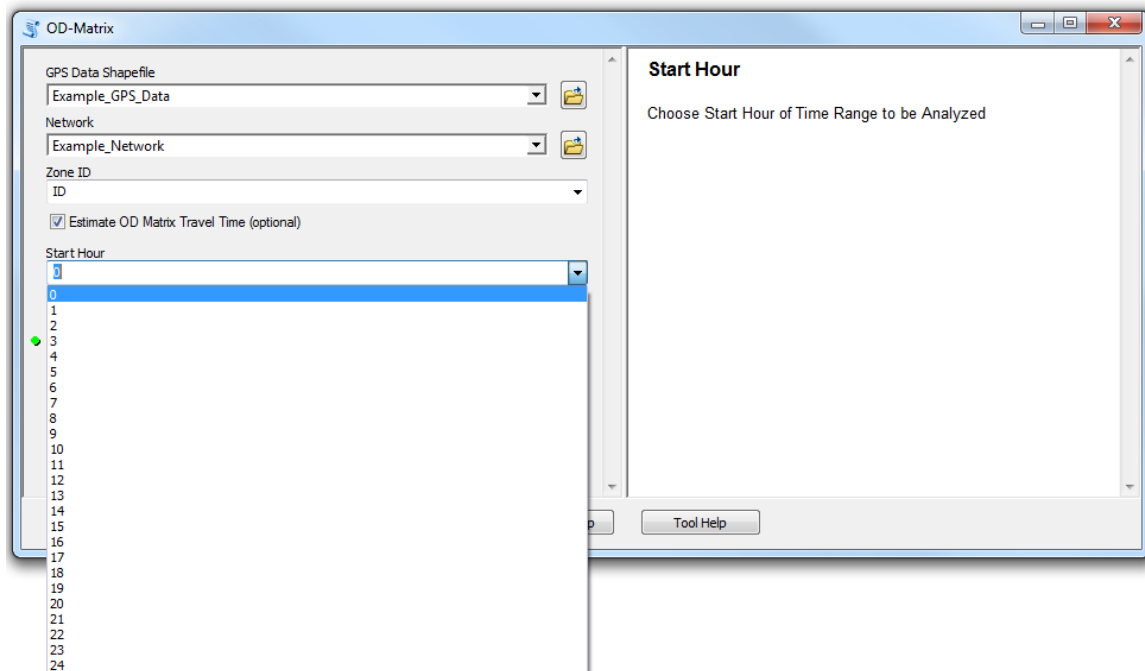 OD-Matrix
GPS Data Shapefile
Example_GPS_Data
Network
Example_Network
Zone ID
ID
Estimate OD Matrix Travel Time (optional)
Start Hour
0
0
1
2
3
4
5
6
7
8
9
10
11
12
13
14
15
16
17
18
19
20
21
22
23
24
Start Hour
Choose Start Hour of Time Range to be Analyzed
p
Tool Help